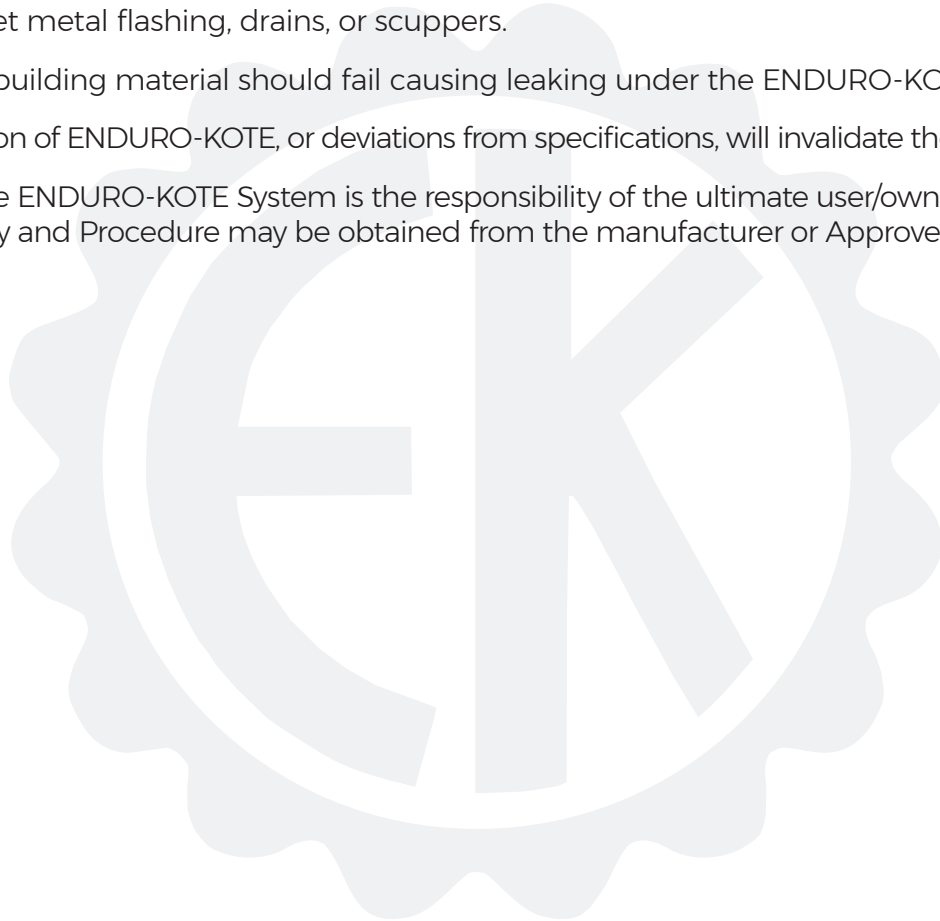 et metal flashing, drains, or scuppers.
building material should fail causing leaking under the ENDURO-KO
on of ENDURO-KOTE, or deviations from specifications, will invalidate th
e ENDURO-KOTE System is the responsibility of the ultimate user/own
y and Procedure may be obtained from the manufacturer or Approve
EK